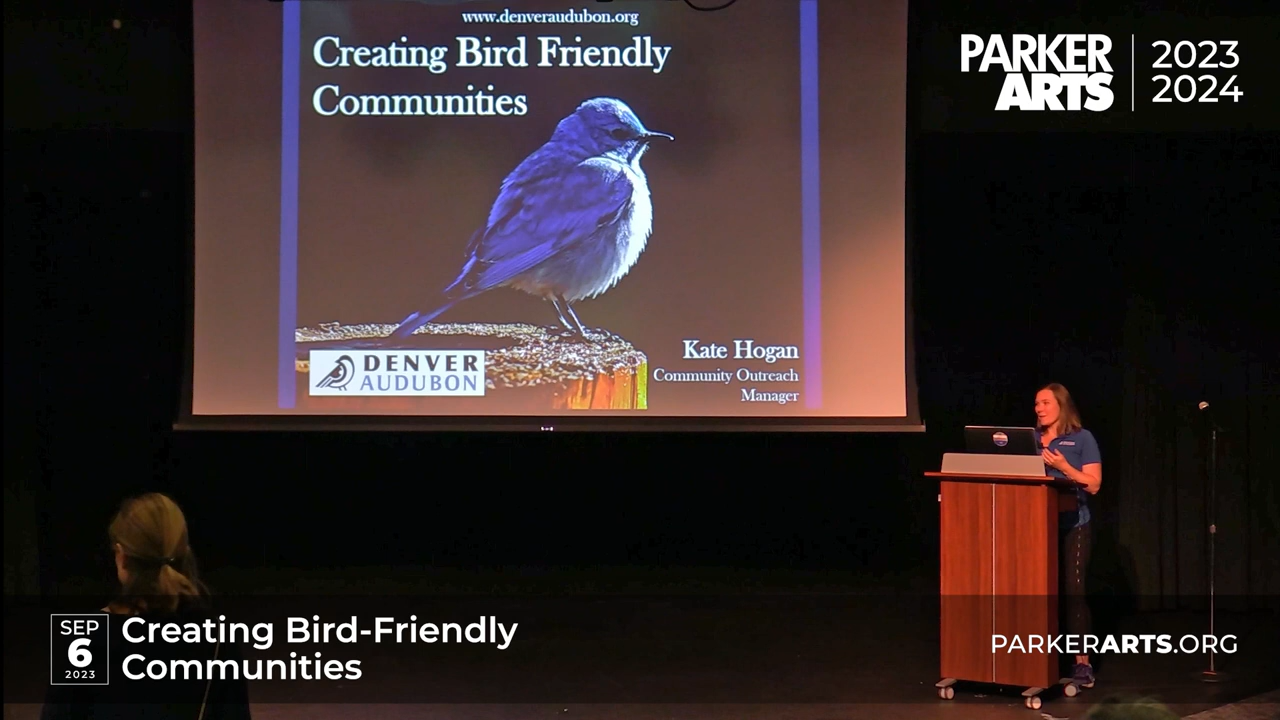 www.denveraudubon.org
Creating Bird Friendly
Communities
DENVER
AUDUBON
Kate Hogan
Community Outreach
Manager
PARKER
ARTS
2023
2024
SEP
6
2023
Creating Bird-Friendly
Communities
PARKERARTS.ORG